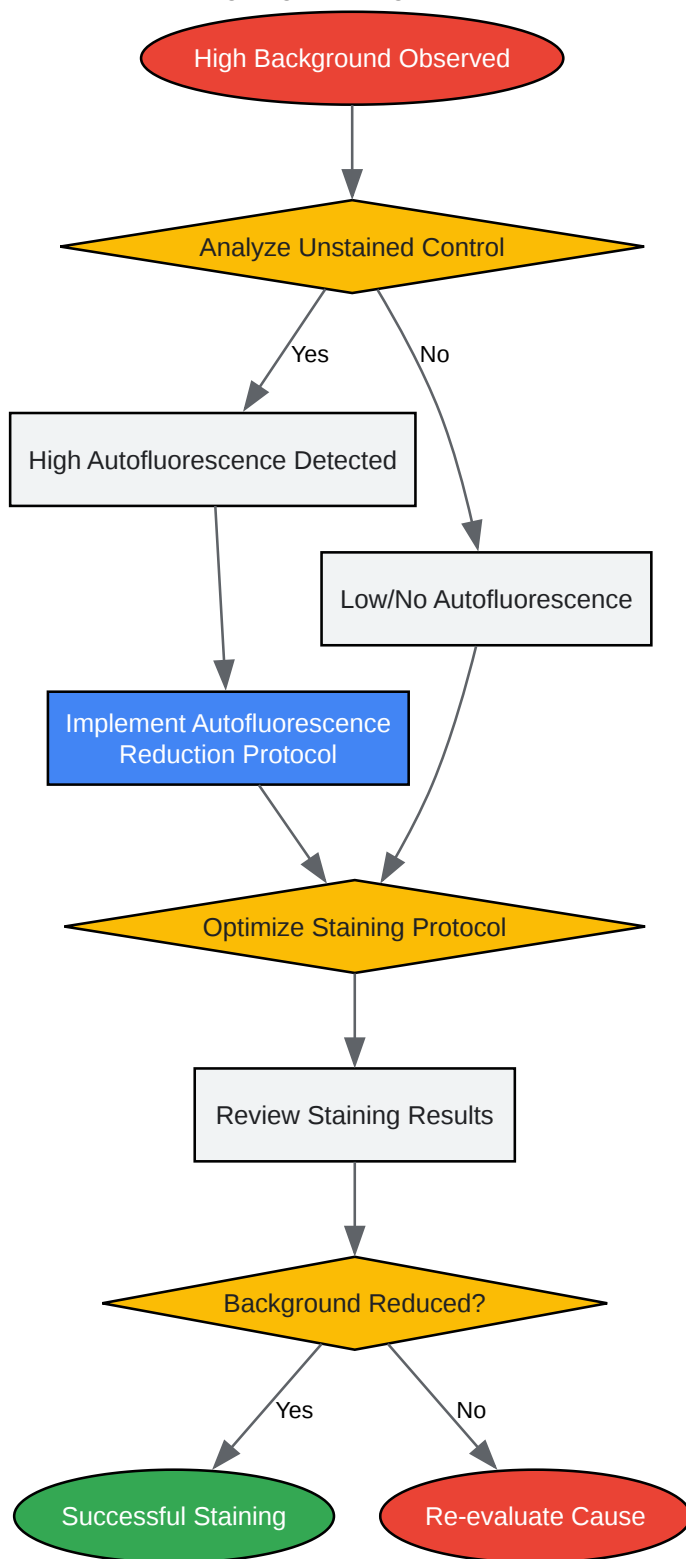 High Background Observed
Analyze Unstained Control
Yes
No
High Autofluorescence Detected
Low/No Autofluorescence
Implement Autofluorescence
Reduction Protocol
Optimize Staining Protocol
Review Staining Results
Background Reduced?
Yes
No
Successful Staining
Re-evaluate Cause